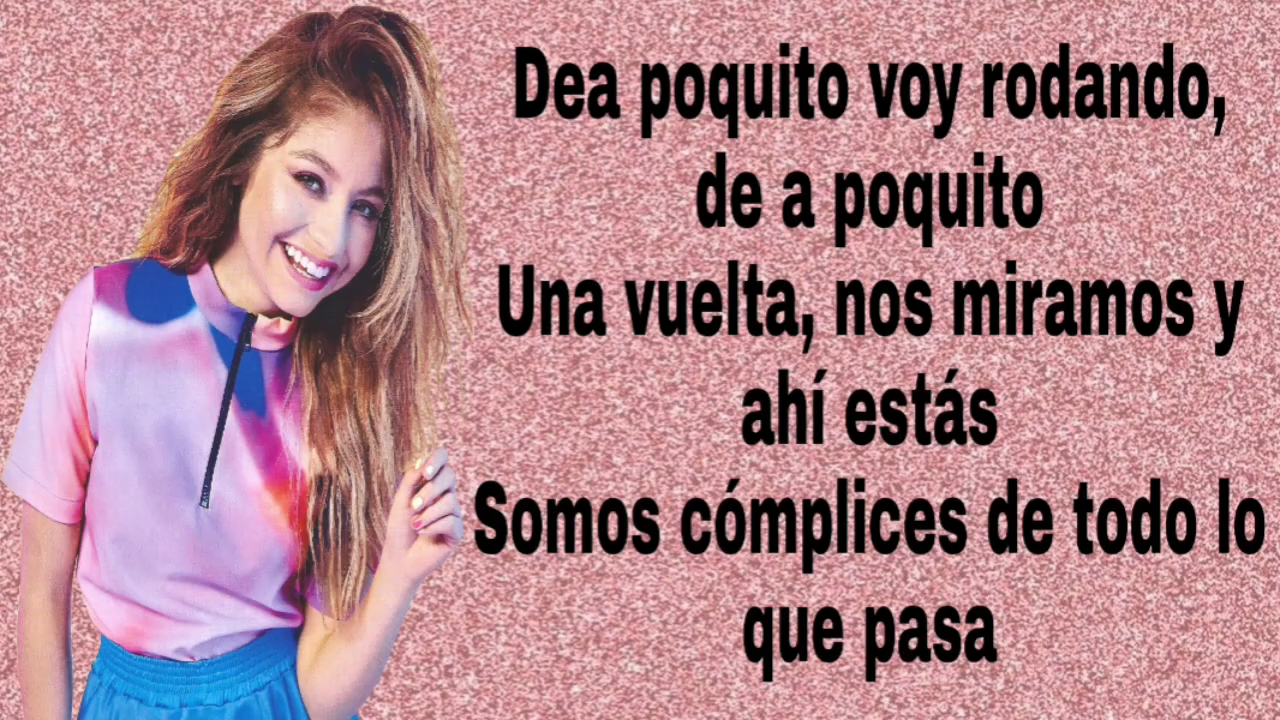 Dea poquito voy rodando,
de a poquito
Una vuelta, nos miramos y
ahí estás
Somos cómplices de todo lo
que pasa